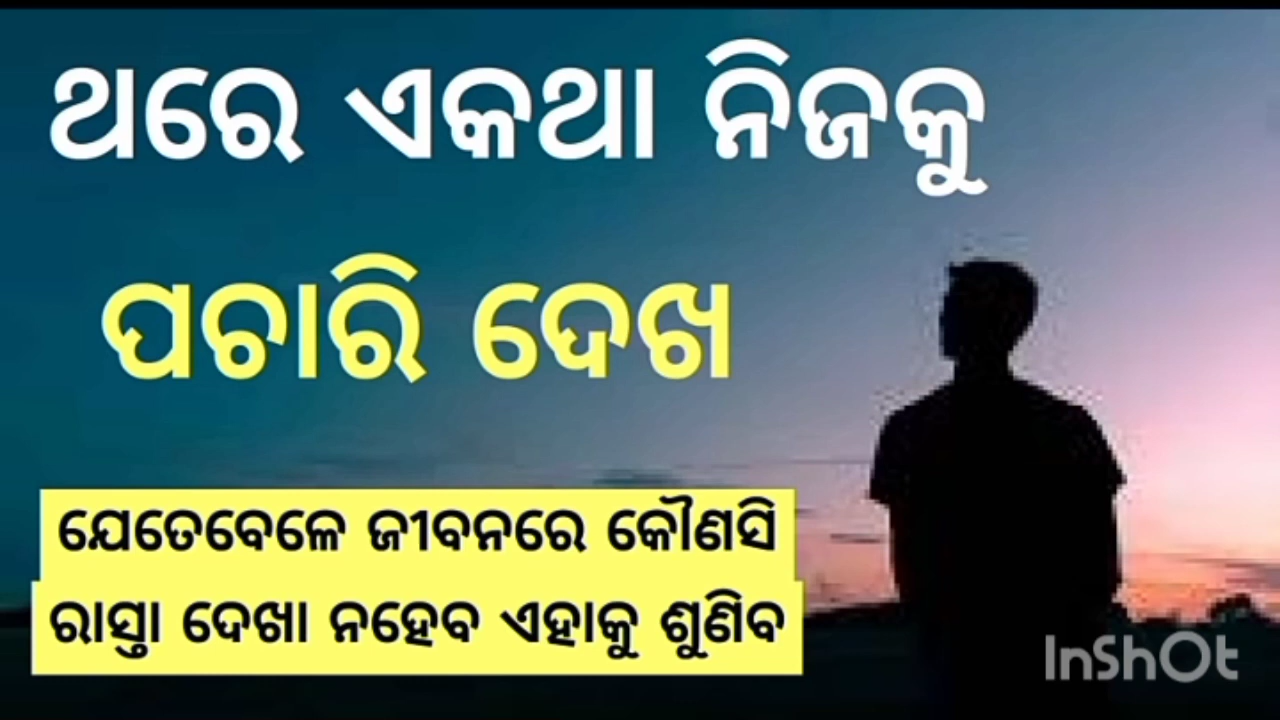 ଥରେ ଏକଥା ନିଜକୁ
ପଚାରି ଦେଖ
ଯେତେବେଳେ ଜୀବନରେ କୌଣସି
ରାସ୍ତା ଦେଖା ନହେବ ଏହାକୁ ଶୁଣିବ
InShOt